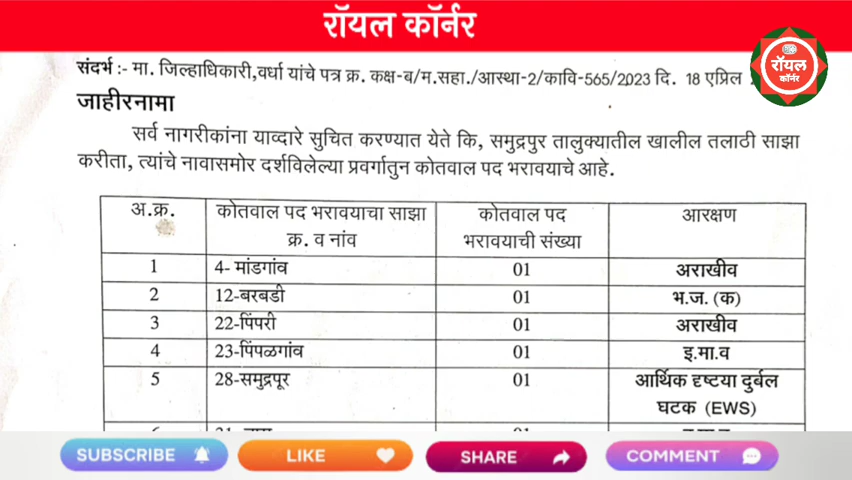 रॉयल कॉर्नर
रॉयल
कॉर्नर
संदर्भ :- मा. जिल्हाधिकारी,वर्धा यांचे पत्र क्र. कक्ष-ब/म.सहा./आस्था-2/कावि-565/2023 दि. 18 एप्रिल
जाहीरनामा
सर्व नागरीकांना याव्दारे सुचित करण्यात येते कि, समुद्रपुर तालुक्यातील खालील तलाठी साझा
करीता, त्यांचे नावासमोर दर्शविलेल्या प्रवर्गातुन कोतवाल पद भरावयाचे आहे.
अ.क्र. कोतवाल पद भरावयाचा साझा क्र. व नांव कोतवाल पद भरावयाची संख्या आरक्षण
1 4- मांडगांव 01 अराखीव
2 12-बरबडी 01 भ.ज. (क)
3 22-पिंपरी 01 अराखीव
4 23-पिंपळगांव 01 इ.मा.व
5 28-समुद्रपूर 01 आर्थिक दृष्टया दुर्बल घटक (EWS)
SUBSCRIBE LIKE SHARE COMMENT